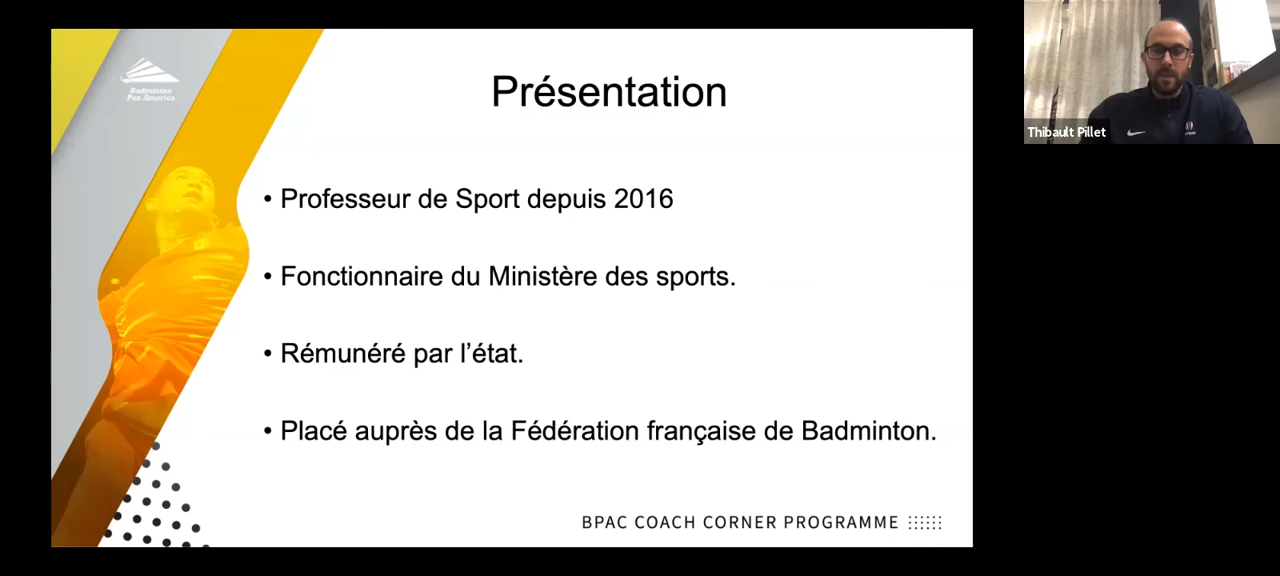 Badminton
Pan America
Présentation
• Professeur de Sport depuis 2016
• Fonctionnaire du Ministère des sports.
• Rémunéré par l’état.
• Placé auprès de la Fédération française de Badminton.
BPAC COACH CORNER PROGRAMME
Thibault Pillet